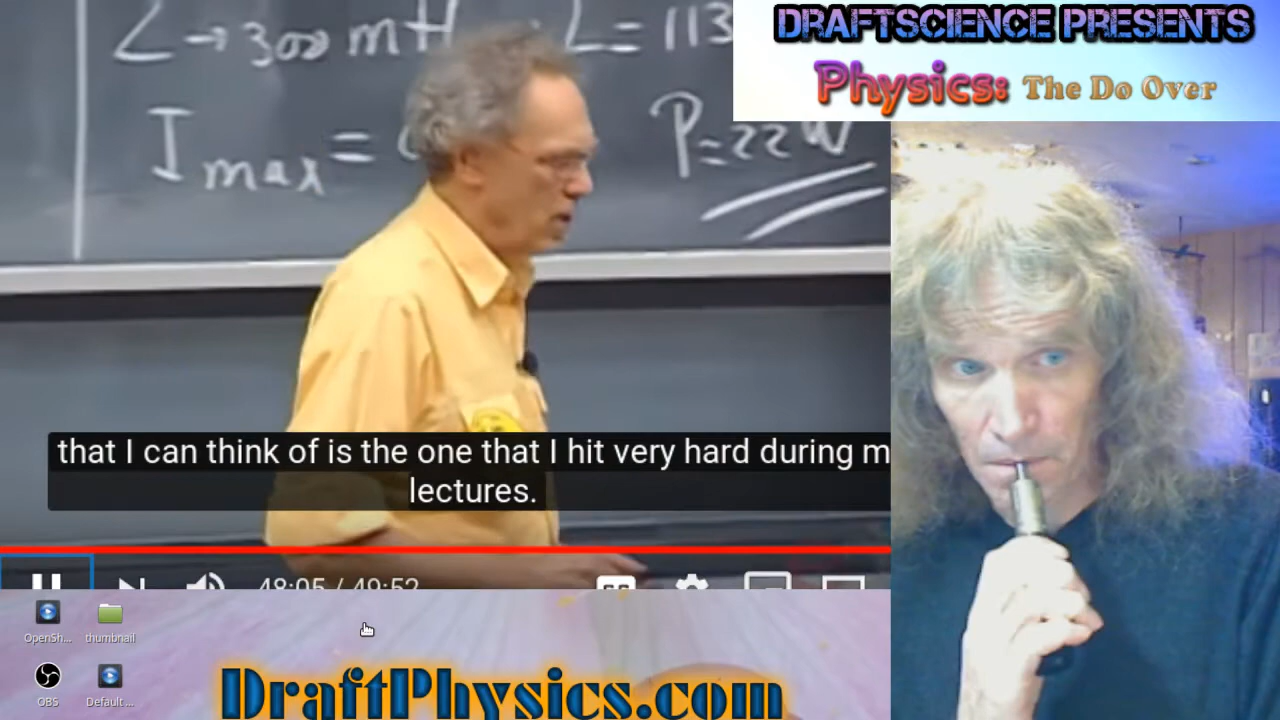 L → 300 mH L = 113
I max =
P = 22 W
DRAFTSCIENCE PRESENTS
Physics: The Do Over
that I can think of is the one that I hit very hard during m
lectures.
48:05 / 49:52
OpenSh... thumbnail
OBS Default ...
DraftPhysics.com